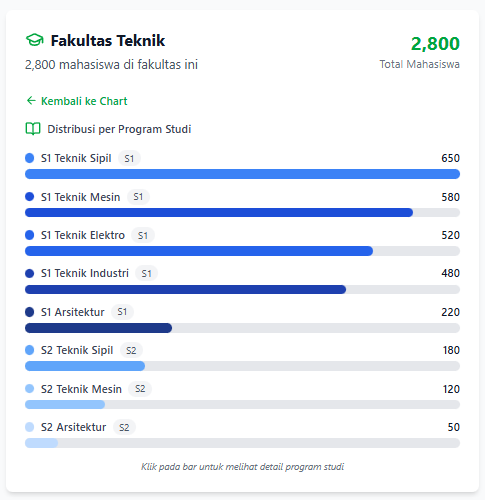 Fakultas Teknik
2,800
2,800 mahasiswa di fakultas ini
Total Mahasiswa
← Kembali ke Chart
Distribusi per Program Studi
S1 Teknik Sipil S1 650
S1 Teknik Mesin S1 580
S1 Teknik Elektro S1 520
S1 Teknik Industri S1 480
S1 Arsitektur S1 220
S2 Teknik Sipil S2 180
S2 Teknik Mesin S2 120
S2 Arsitektur S2 50
Klik pada bar untuk melihat detail program studi